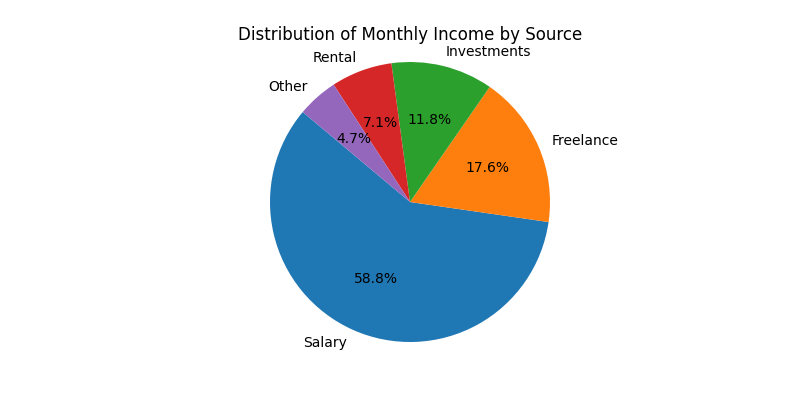 Distribution of Monthly Income by Source
Investments
Rental
Other
11.8%
7.1%
4.7%
Freelance
17.6%
58.8%
Salary